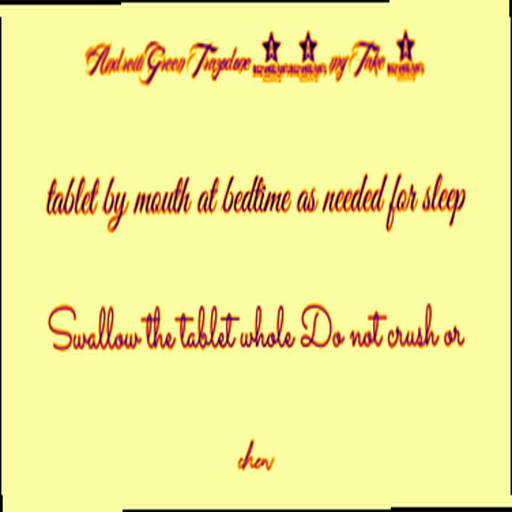 Green Trazodone mg Take
tablet by mouth at bedtime as needed for sleep
Swallow the tablet whole Do not crush or
chew